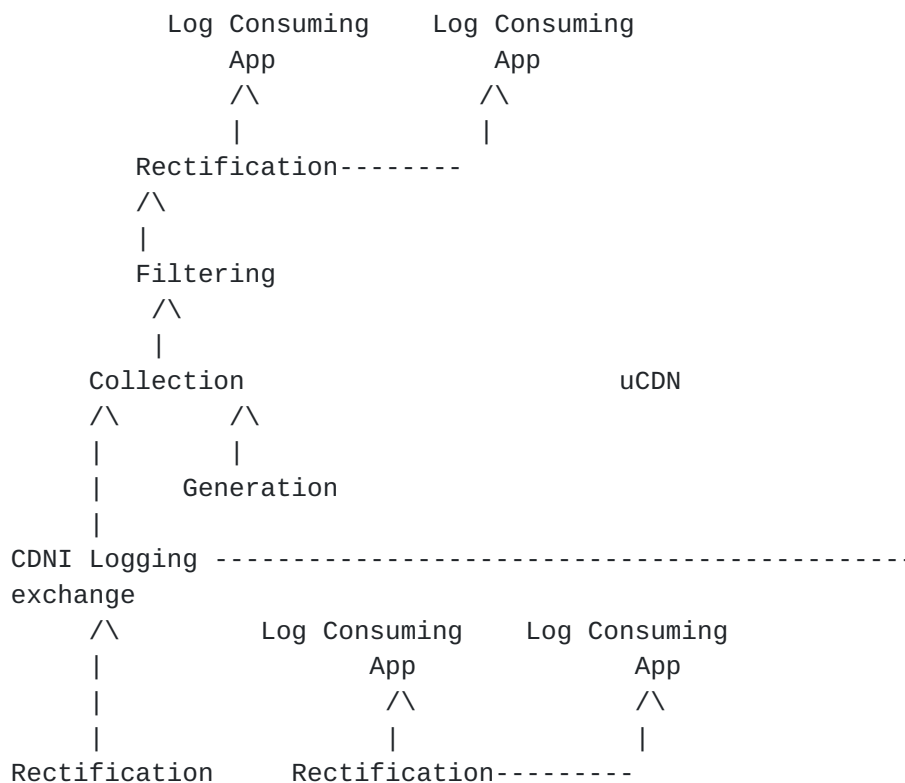 Log Consuming    Log Consuming
App              App
/\             /\
|               |
Rectification--------
/\
|
Filtering
/\
|
Collection                        uCDN
/\       /\
|        |
|     Generation
|
CDNI Logging ---------------------------------------------
exchange
/\         Log Consuming    Log Consuming
|                 App              App
|                  /\               /\
|                  |                |
Rectification     Rectification---------